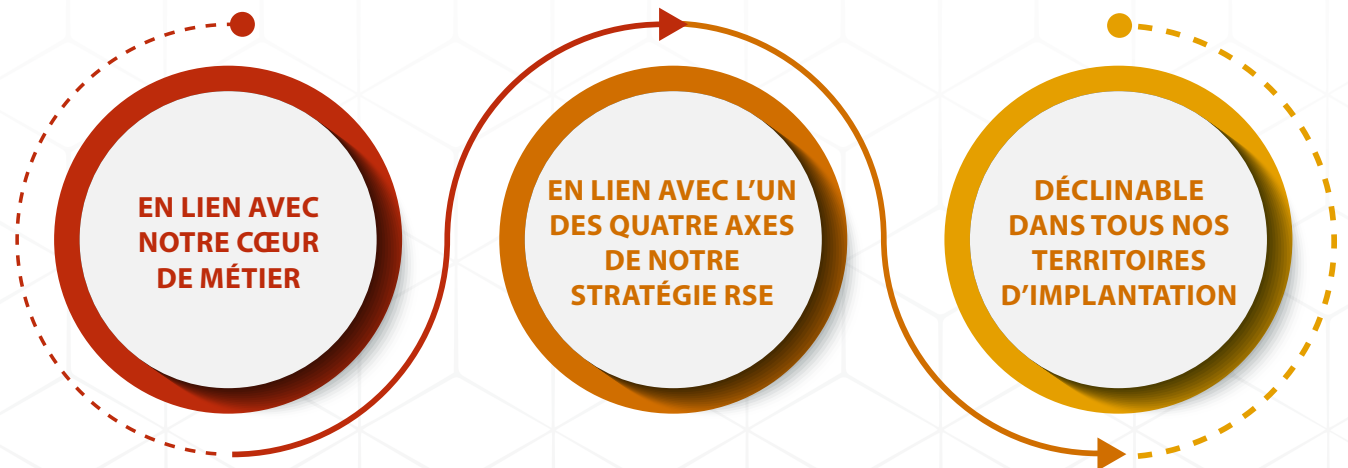 EN LIEN AVEC
NOTRE CŒUR
DE MÉTIER
EN LIEN AVEC L’UN
DES QUATRE AXES
DE NOTRE
STRATÉGIE RSE
DÉCLINABLE
DANS TOUS NOS
TERRITOIRES
D’IMPLANTATION